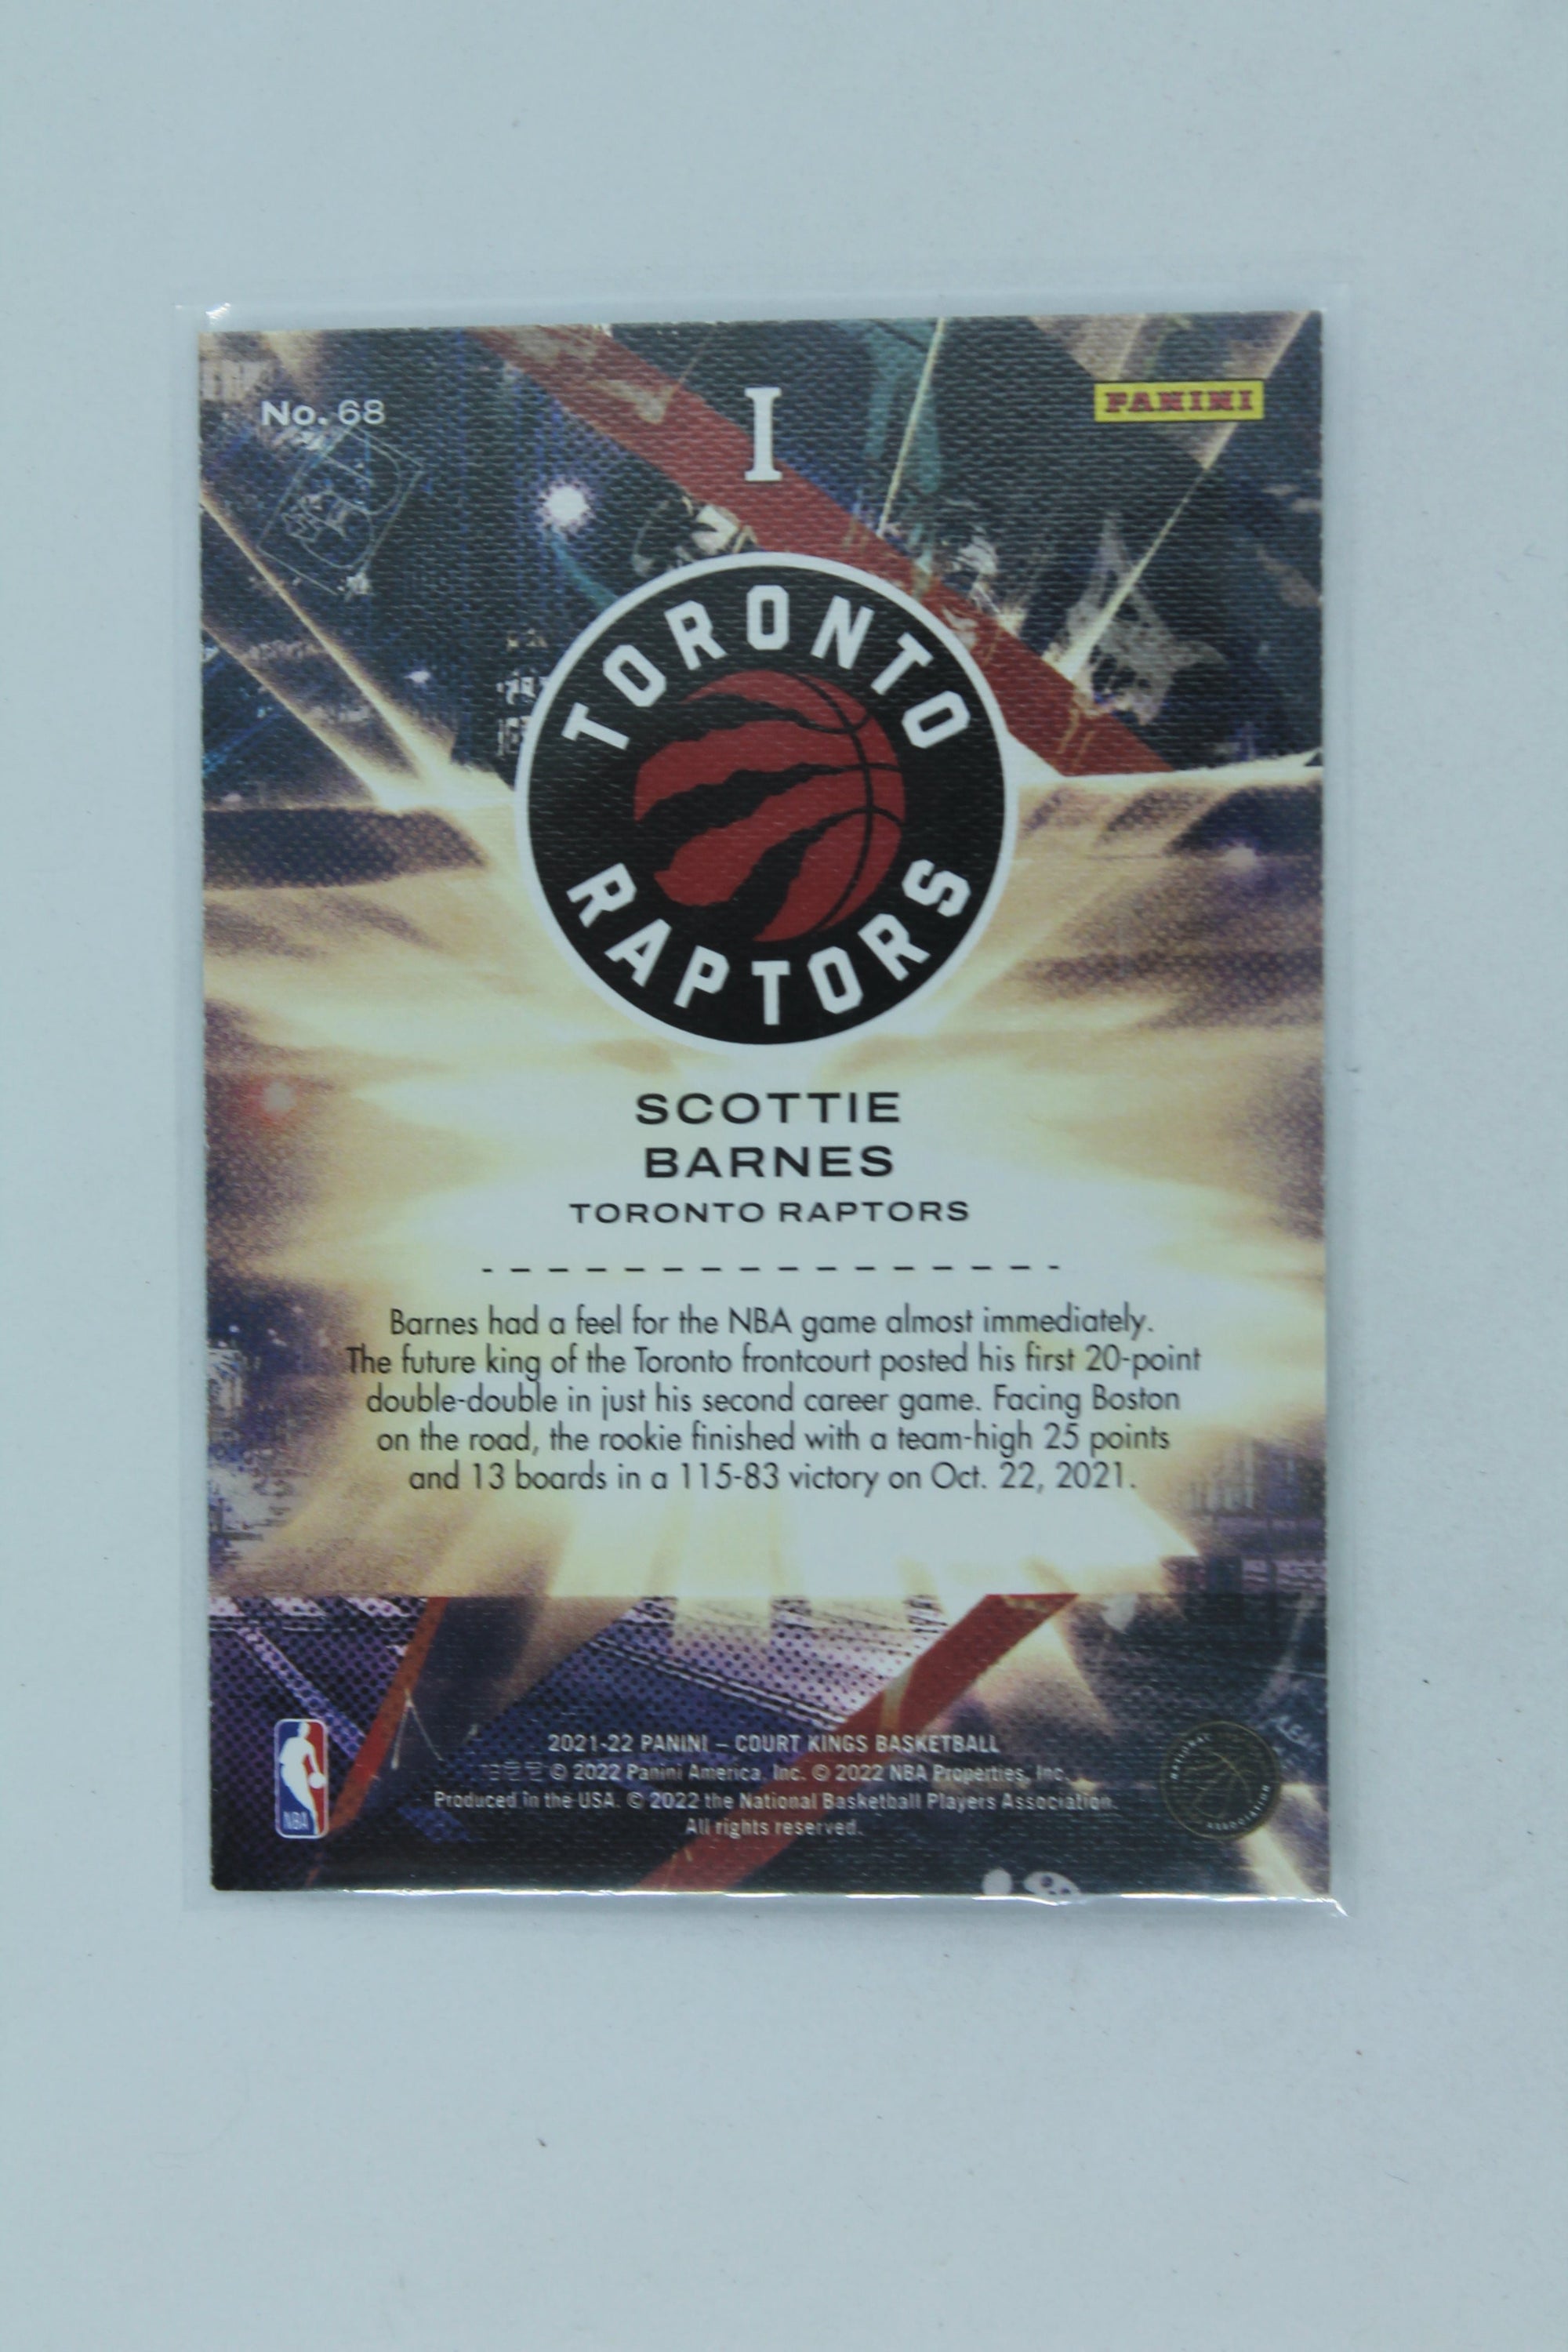 No. 68
I
PANINI
TORONTO
RAPTORS
SCOTTIE
BARNES
TORONTO RAPTORS
Barnes had a feel for the NBA game almost immediately.
The future king of the Toronto frontcourt posted his first 20-point
double-double in just his second career game. Facing Boston
on the road, the rookie finished with a team-high 25 points
and 13 boards in a 115-83 victory on Oct. 22, 2021.
2021-22 PANINI – COURT KINGS BASKETBALL
© 2022 Panini America, Inc. © 2022 NBA Properties, Inc.
Produced in the USA. © 2022 the National Basketball Players Association.
All rights reserved.
NBA
NATIONAL
ASSOCIATION